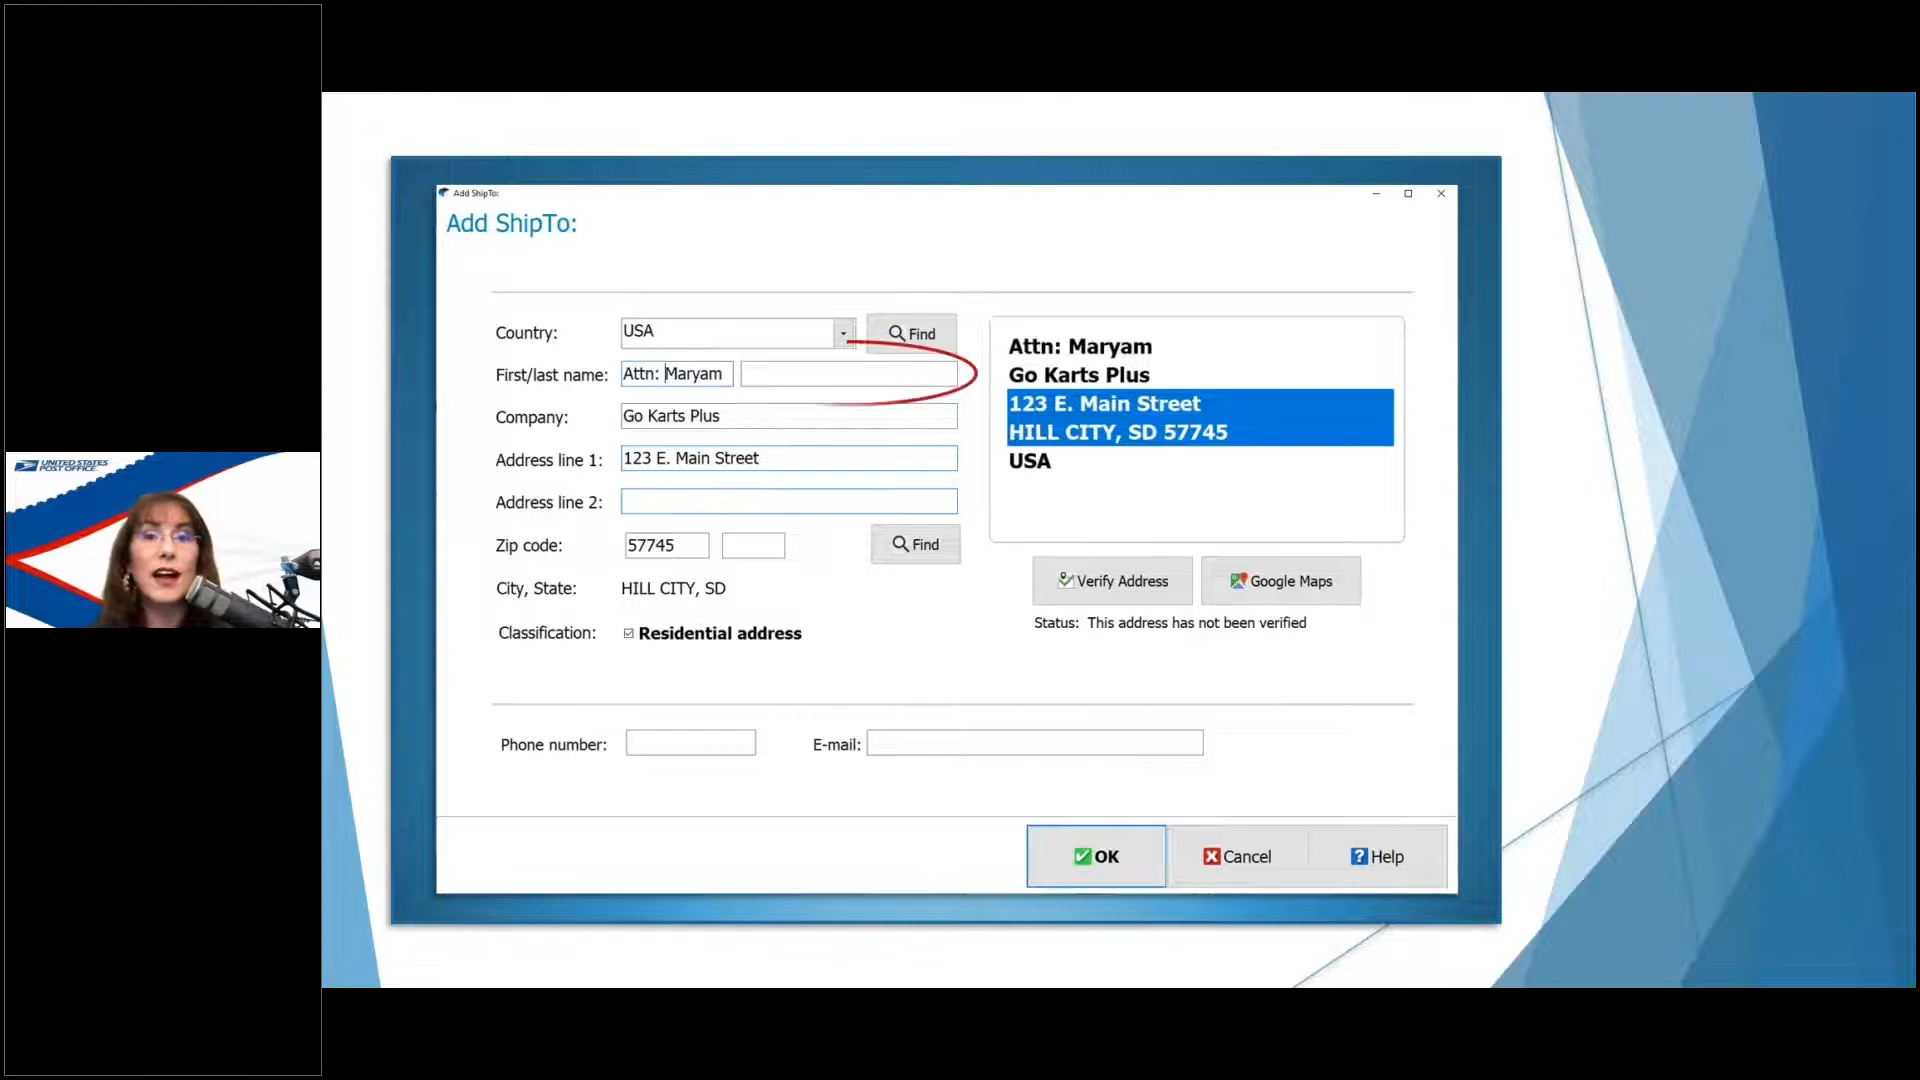 UNITED STATES
POST OFFICE
Add ShipTo:
Add ShipTo:
Country: USA Find
First/last name: Attn: Maryam
Company: Go Karts Plus
Address line 1: 123 E. Main Street
Address line 2:
Zip code: 57745 Find
City, State: HILL CITY, SD
Classification: Residential address
Attn: Maryam
Go Karts Plus
123 E. Main Street
HILL CITY, SD 57745
USA
Verify Address Google Maps
Status: This address has not been verified
Phone number: E-mail:
OK Cancel Help